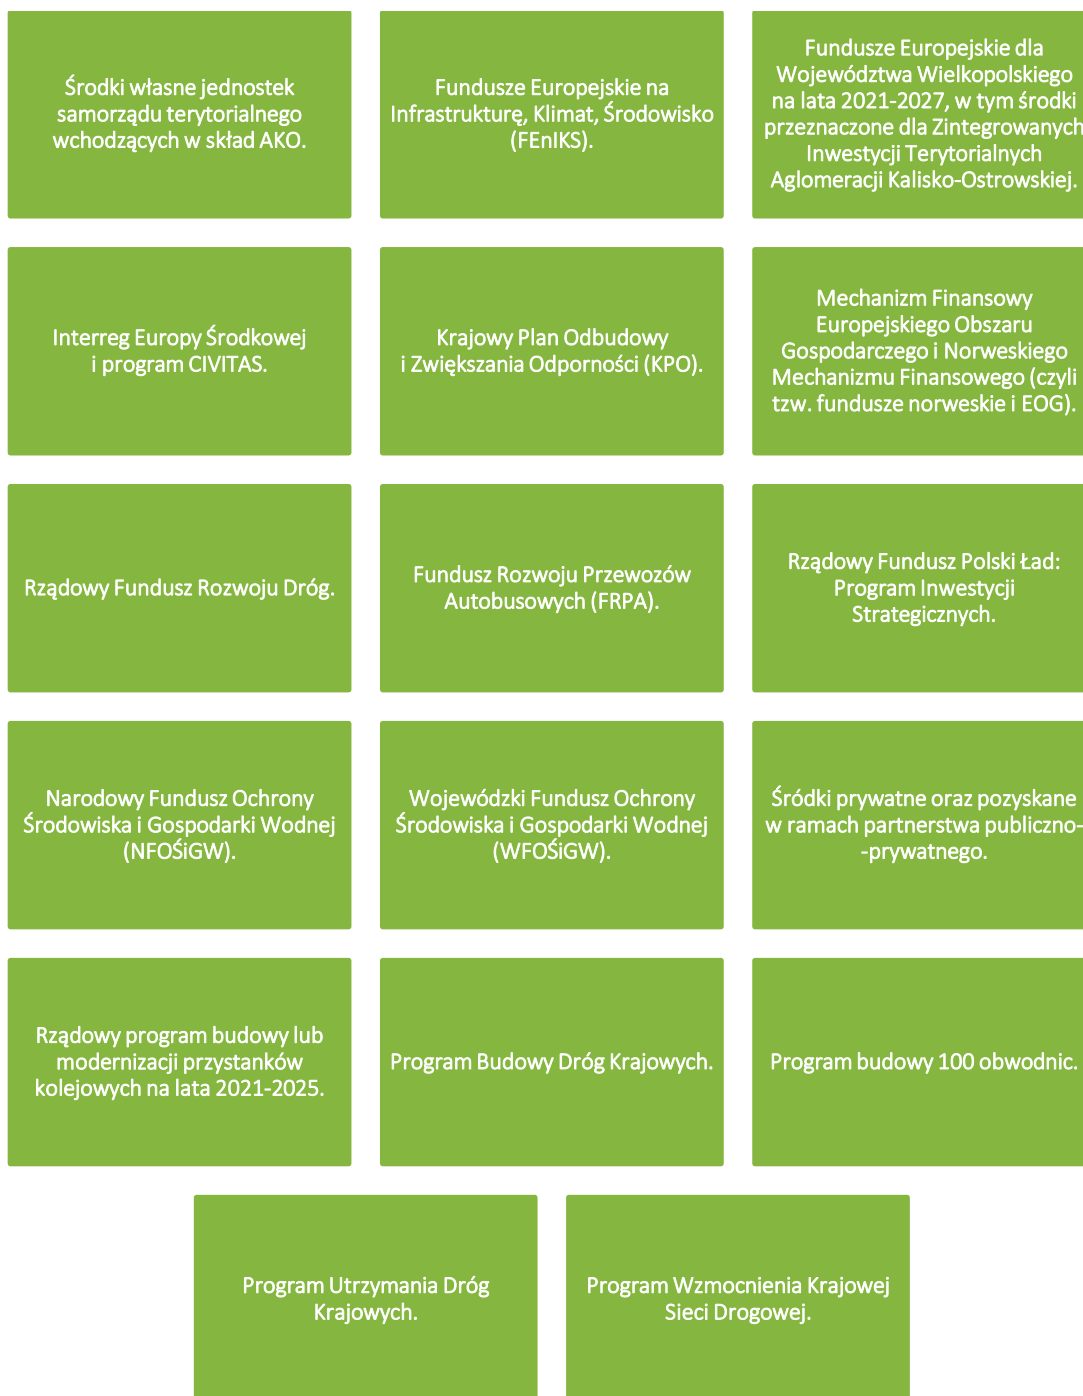 Środki własne jednostek
samorządu terytorialnego
wchodzących w skład AKO.
Fundusze Europejskie na
Infrastrukturę, Klimat, Środowisko
(FEnIKS).
Fundusze Europejskie dla
Województwa Wielkopolskiego
na lata 2021-2027, w tym środki
przeznaczone dla Zintegrowanych
Inwestycji Terytorialnych
Aglomeracji Kalisko-Ostrowskiej.
Interreg Europy Środkowej
i program CIVITAS.
Krajowy Plan Odbudowy
i Zwiększania Odporności (KPO).
Mechanizm Finansowy
Europejskiego Obszaru
Gospodarczego i Norweskiego
Mechanizmu Finansowego (czyli
tzw. fundusze norweskie i EOG).
Rządowy Fundusz Rozwoju Dróg.
Fundusz Rozwoju Przewozów
Autobusowych (FRPA).
Rządowy Fundusz Polski Ład:
Program Inwestycji
Strategicznych.
Narodowy Fundusz Ochrony
Środowiska i Gospodarki Wodnej
(NFOŚiGW).
Wojewódzki Fundusz Ochrony
Środowiska i Gospodarki Wodnej
(WFOŚiGW).
Śródki prywatne oraz pozyskane
w ramach partnerstwa publiczno-
-prywatnego.
Rządowy program budowy lub
modernizacji przystanków
kolejowych na lata 2021-2025.
Program Budowy Dróg Krajowych.
Program budowy 100 obwodnic.
Program Utrzymania Dróg
Krajowych.
Program Wzmocnienia Krajowej
Sieci Drogowej.